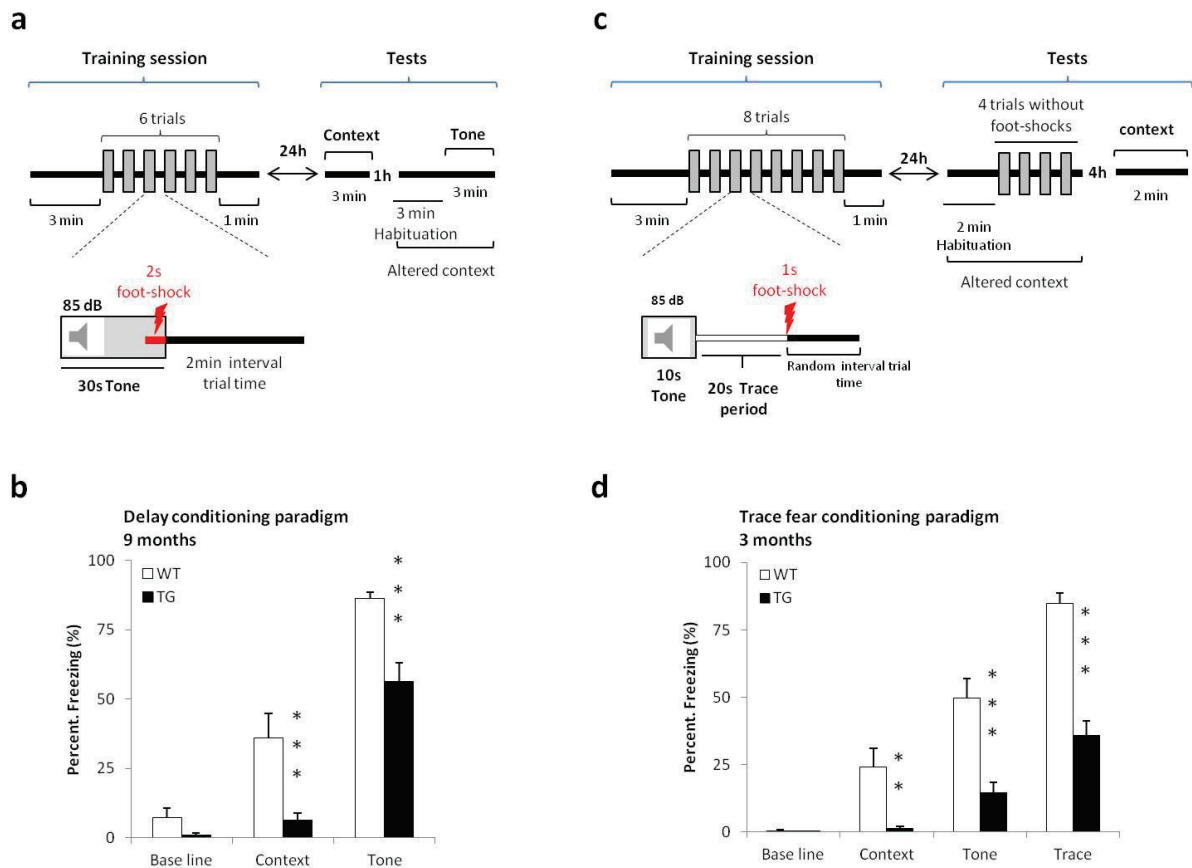 a
Training session
Tests
6 trials
24h
Context
Tone
1h
3 min
1 min
3 min
3 min
3 min
Habituation
Altered context
2s
foot-shock
85 dB
30s Tone
2min interval
trial time
c
Training session
Tests
8 trials
4 trials without
foot-shocks
context
24h
4h
3 min
1 min
2 min
Habituation
2 min
Altered context
1s
foot-shock
85 dB
10s
Tone
20s Trace
period
Random interval trial
time
b
Delay conditioning paradigm
9 months
WT
TG
Percent. Freezing (%)
100
75
50
25
0
* * *
* * *
Base line
Context
Tone
d
Trace fear conditioning paradigm
3 months
WT
TG
Percent. Freezing (%)
100
75
50
25
0
* *
* * *
* * *
Base line
Context
Tone
Trace